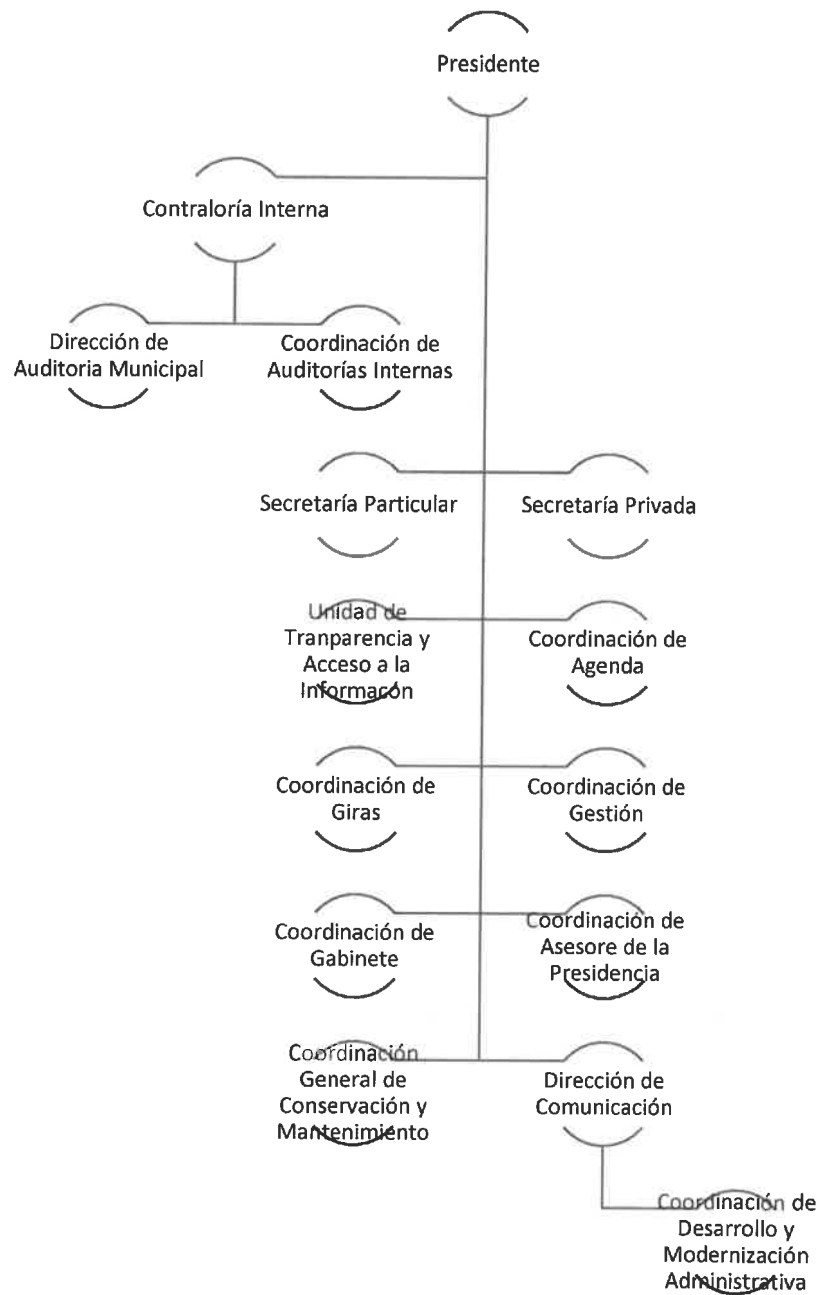 Presidente
Contraloría Interna
Dirección de
Auditoria Municipal
Coordinación de
Auditorías Internas
Secretaría Particular
Secretaría Privada
Unidad de
Tranparencia y
Acceso a la
Informacón
Coordinación de
Agenda
Coordinación de
Giras
Coordinación de
Gestión
Coordinación de
Gabinete
Coordinación de
Asesore de la
Presidencia
Coordinación
General de
Conservación y
Mantenimiento
Dirección de
Comunicación
Coordinación de
Desarrollo y
Modernización
Administrativa